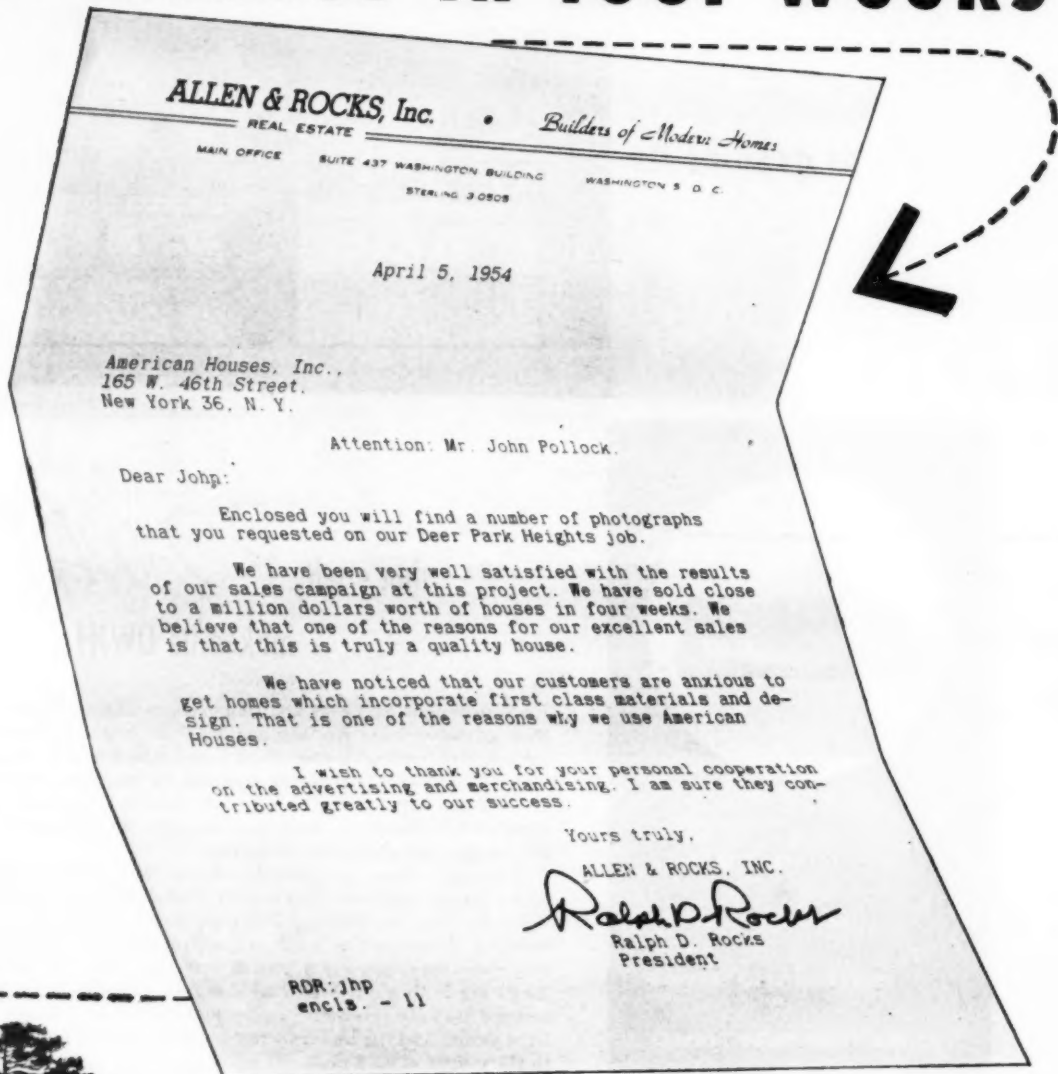 ALLEN & ROCKS, Inc. • Builders of Modern Homes
REAL ESTATE
MAIN OFFICE SUITE 437 WASHINGTON BUILDING WASHINGTON 5 D. C.
STERLING 3-0505
April 5, 1954
American Houses, Inc.,
165 W. 46th Street.
New York 36, N. Y.
Attention: Mr. John Pollock.
Dear John:
Enclosed you will find a number of photographs
that you requested on our Deer Park Heights job.
We have been very well satisfied with the results
of our sales campaign at this project. We have sold close
to a million dollars worth of houses in four weeks. We
believe that one of the reasons for our excellent sales
is that this is truly a quality house.
We have noticed that our customers are anxious to
get homes which incorporate first class materials and de-
sign. That is one of the reasons why we use American
Houses.
I wish to thank you for your personal cooperation
on the advertising and merchandising. I am sure they con-
tributed greatly to our success.
Yours truly,
ALLEN & ROCKS, INC.
Ralph D. Rocks
Ralph D. Rocks
President
RDR:jhp
encls. - 11